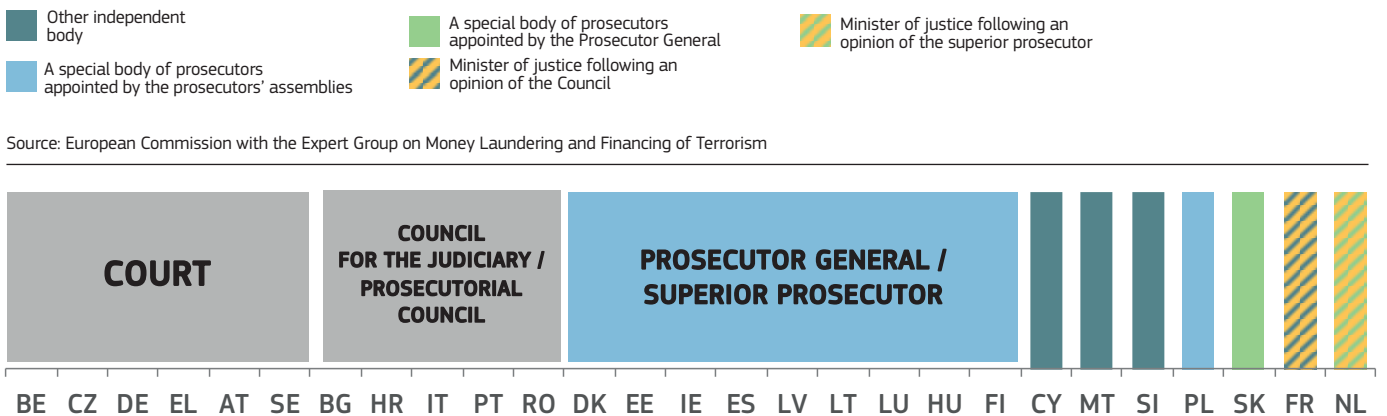 Other independent
body
A special body of prosecutors
appointed by the prosecutors’ assemblies
A special body of prosecutors
appointed by the Prosecutor General
Minister of justice following an
opinion of the Council
Minister of justice following an
opinion of the superior prosecutor
Source: European Commission with the Expert Group on Money Laundering and Financing of Terrorism
COURT
COUNCIL
FOR THE JUDICIARY /
PROSECUTORIAL
COUNCIL
PROSECUTOR GENERAL /
SUPERIOR PROSECUTOR
BE CZ DE EL AT SE BG HR IT PT RO DK EE IE ES LV LT LU HU FI CY MT SI PL SK FR NL